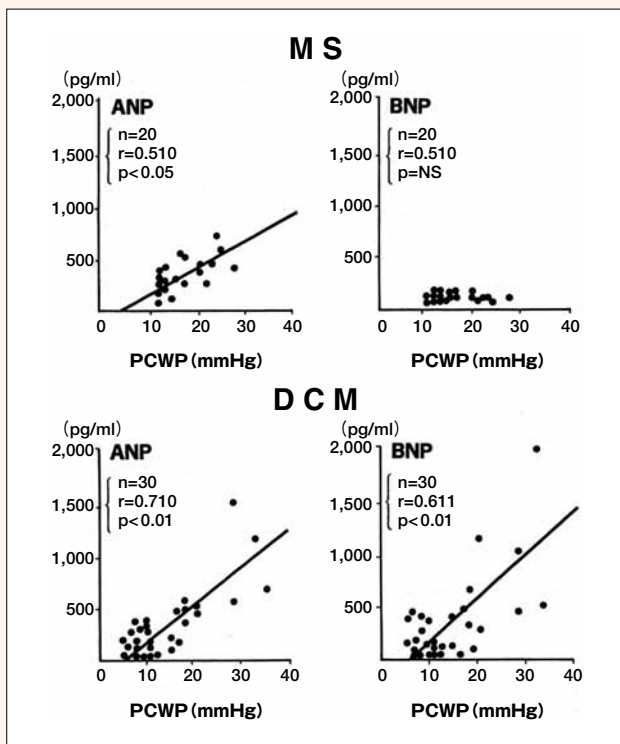 MS
(pg/ml)
2,000
1,500
1,000
500
0
10
20
30
40
ANP
n=20
r=0.510
p<0.05
PCWP (mmHg)
(pg/ml)
2,000
1,500
1,000
500
0
10
20
30
40
BNP
n=20
r=0.510
p=NS
PCWP (mmHg)
DCM
(pg/ml)
2,000
1,500
1,000
500
0
10
20
30
40
ANP
n=30
r=0.710
p<0.01
PCWP (mmHg)
(pg/ml)
2,000
1,500
1,000
500
0
10
20
30
40
BNP
n=30
r=0.611
p<0.01
PCWP (mmHg)